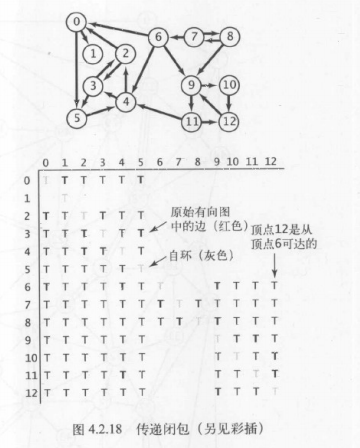 0 6 7 8
1 2
3 9 10
4
5 11 12
0 1 2 3 4 5 6 7 8 9 10 11 12
0 T T T T T T
1 T
2 T T T T T T
3 T T T T T T
4 T T T T T T
5 T T T T T T
原始有向图
中的边（红色）
自环（灰色）
顶点12是从
顶点6可达的
6 T T T T T T T T T T T
7 T T T T T T T T T T T T T
8 T T T T T T T T T T T T T
9 T T T T T T T T T T
10 T T T T T T T T T T
11 T T T T T T T T T T
12 T T T T T T T T T T
图 4.2.18 传递闭包（另见彩插）